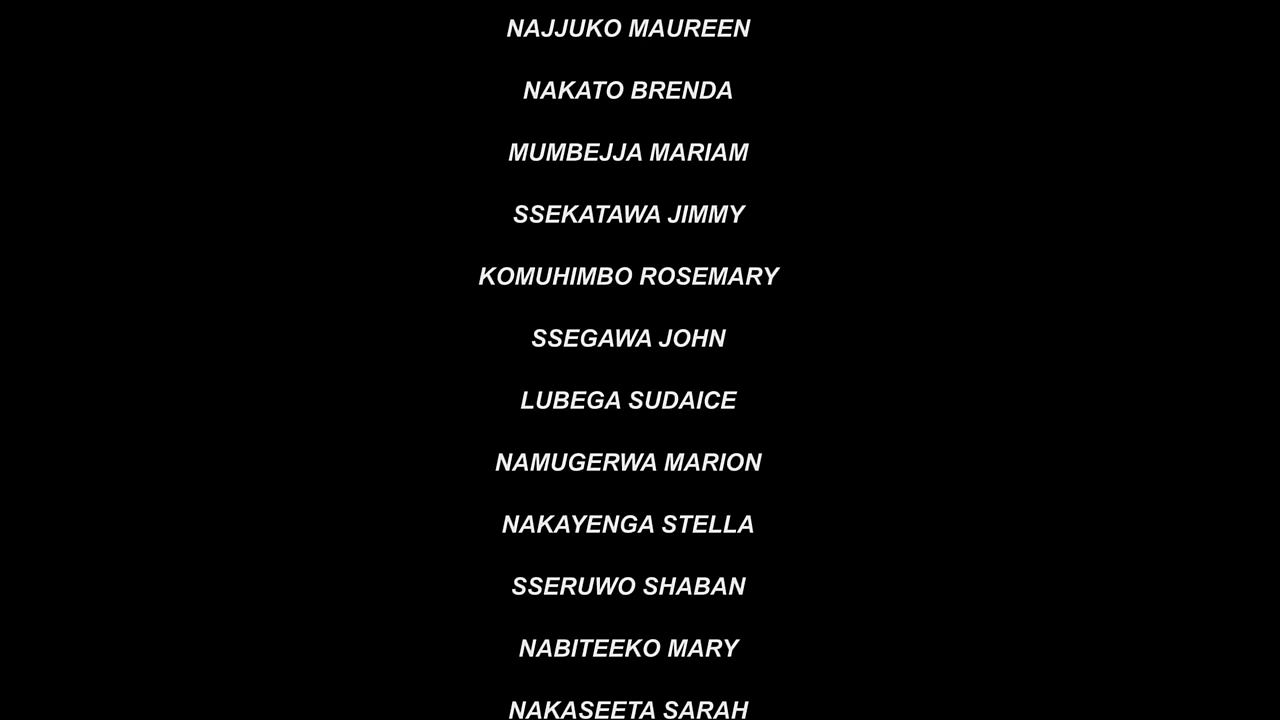 NAJJUKO MAUREEN
NAKATO BRENDA
MUMBEJJA MARIAM
SSEKATAWA JIMMY
KOMUHIMBO ROSEMARY
SSEGAWA JOHN
LUBEGA SUDAICE
NAMUGERWA MARION
NAKAYENGA STELLA
SSERUWO SHABAN
NABITEEKO MARY
NAKASEETA SARAH